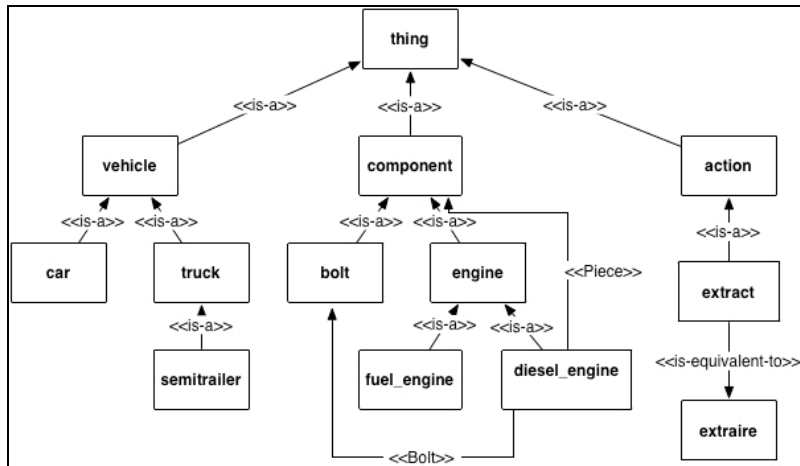 thing
<<is-a>>
<<is-a>>
<<is-a>>
vehicle
component
action
<<is-a>>
<<is-a>>
<<is-a>>
<<is-a>>
<<is-a>>
car
truck
bolt
engine
<<Piece>>
extract
<<is-a>>
<<is-a>>
<<is-a>>
<<is-equivalent-to>>
semitrailer
fuel_engine
diesel_engine
extraire
<<Bolt>>